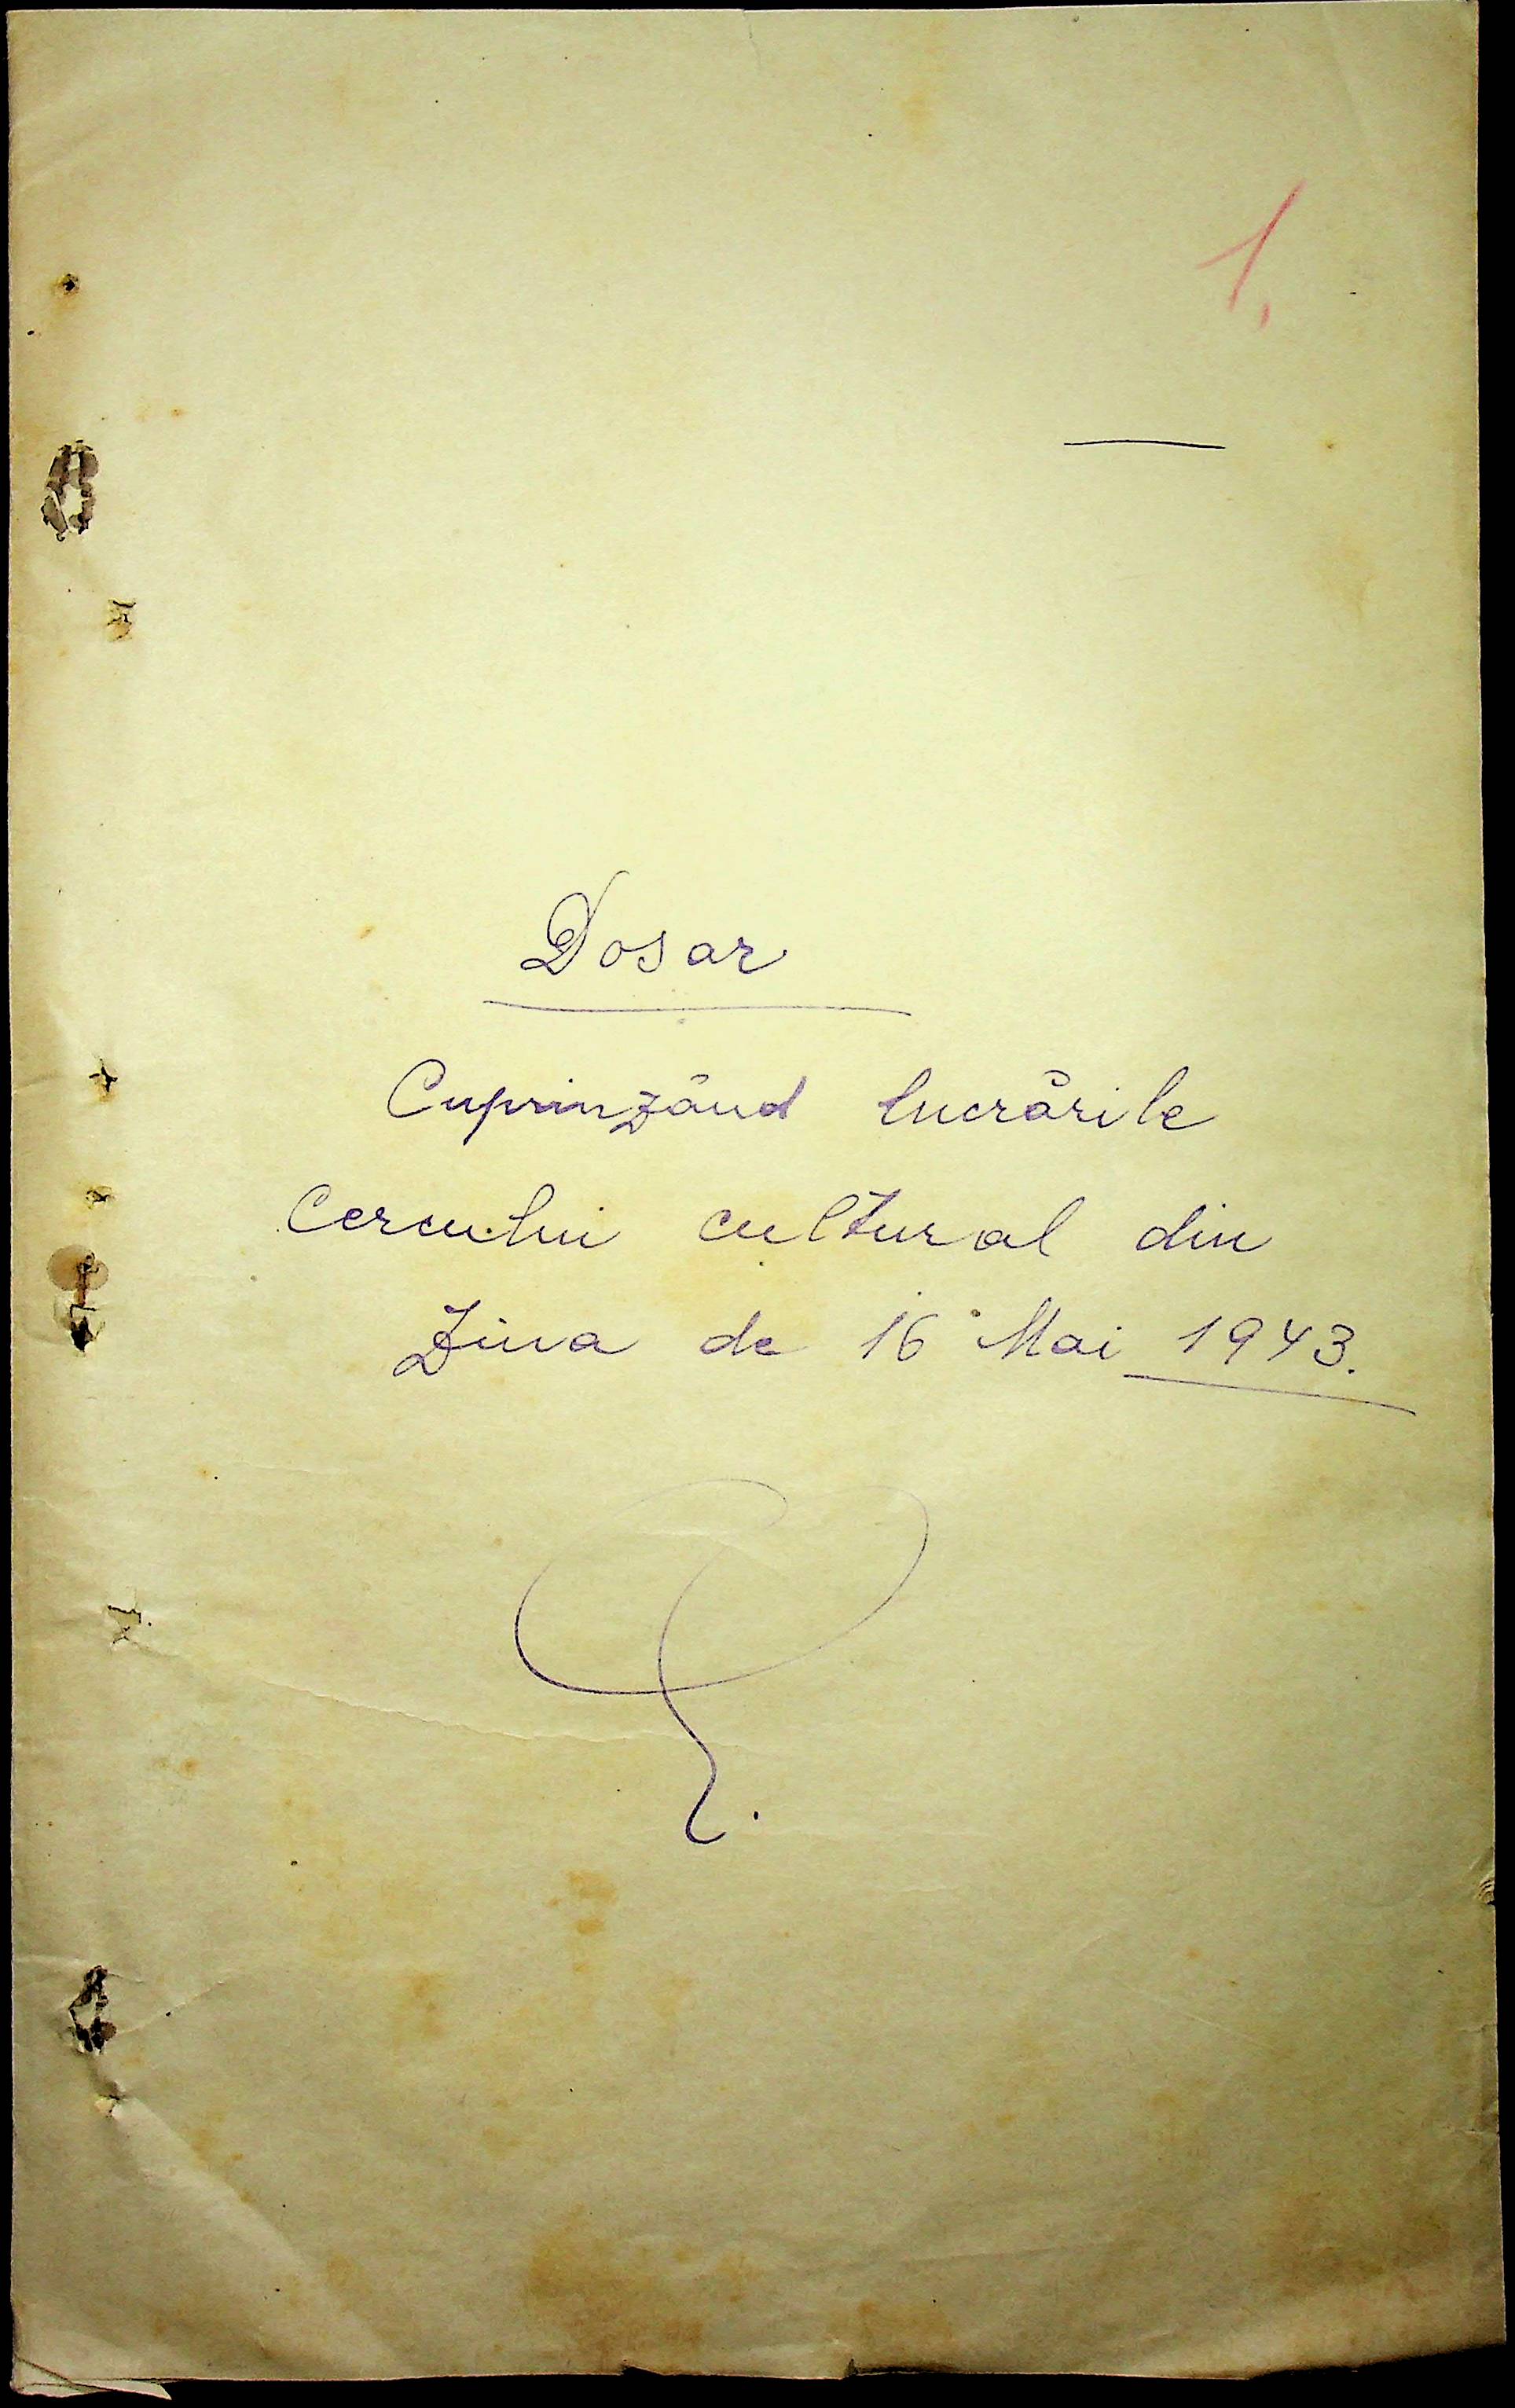 1,
Dosar
Cuprinzând lucrările
Cercului cultural din
Ziua de 16 Mai 1943.